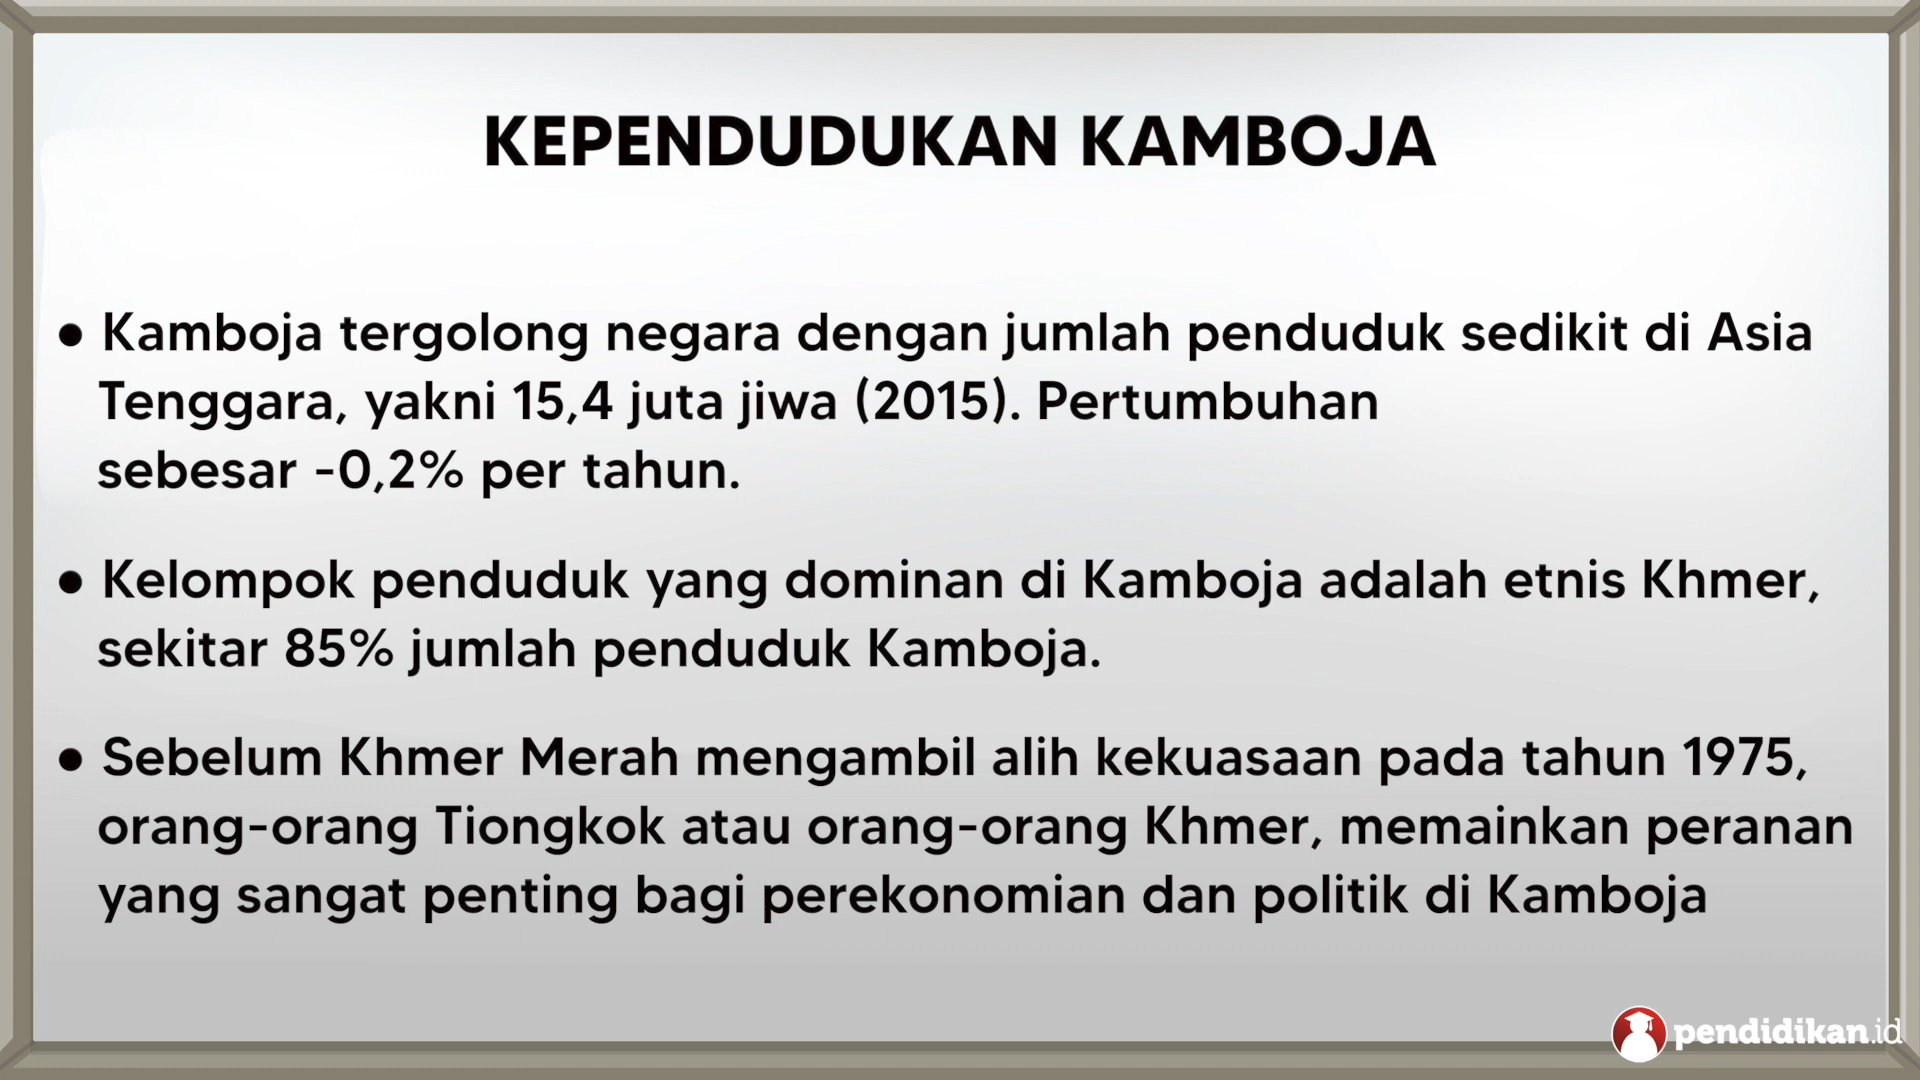 KEPENDUDUKAN KAMBOJA
• Kamboja tergolong negara dengan jumlah penduduk sedikit di Asia
Tenggara, yakni 15,4 juta jiwa (2015). Pertumbuhan
sebesar -0,2% per tahun.
• Kelompok penduduk yang dominan di Kamboja adalah etnis Khmer,
sekitar 85% jumlah penduduk Kamboja.
• Sebelum Khmer Merah mengambil alih kekuasaan pada tahun 1975,
orang-orang Tiongkok atau orang-orang Khmer, memainkan peranan
yang sangat penting bagi perekonomian dan politik di Kamboja
pendidikan.id